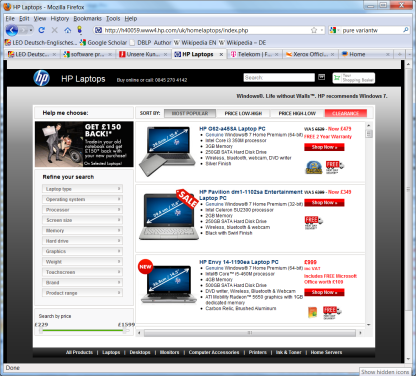 HP Laptops - Mozilla Firefox
File Edit View History Bookmarks Tools Help
http://h40059.www4.hp.com/uk/homelaptops/index.php
pure variantw
LEO Deutsch-Englisches... Google Scholar DBLP Author Wikipedia EN Wikipedia – DE
LEO Deutsch... software pr... Unsere Kun... HP Laptops Telekom | F... Xerox Offic... Home
hp HP Laptops Buy online or call 0845 270 4142
Search
Your Shopping Basket
Windows®. Life without Walls™. HP recommends Windows 7.
Help me choose:
SORT BY: MOST POPULAR PRICE LOW-HIGH PRICE HIGH-LOW CLEARANCE
GET £150 BACK!*
Trade in your old notebook and get £150* back with your new purchase!
On Selected Laptops!
Refine your search
Laptop type
Operating system
Processor
Screen size
Memory
Hard drive
Graphics
Weight
Touchscreen
Brand
Product range
Search by price
£229 £1599
HP G62-a46SA Laptop PC
Genuine Windows® 7 Home Premium (64-bit)
Intel Core i3 350M processor
3GB Memory
250GB SATA Hard Disk Drive
Wireless, bluetooth, webcam, DVD writer
Silver Finish
Now £479
FREE 2 Year Warranty
Shop Now
SALE
HP Pavilion dm1-1102sa Entertainment Laptop PC
Genuine Windows® 7 Home Premium (32-bit)
Intel Celeron SU2300 processor
2GB Memory
250GB SATA Hard Disk Drive
Wireless, bluetooth & webcam
Black with Swirl Finish
Now £349
Shop Now
NEW
HP Envy 14-1190ea Laptop PC
Genuine Windows® 7 Home Premium (64-bit)
Intel® Core™ i5-460M processor
4GB Memory
500GB SATA Hard Disk Drive
DVD writer, Wireless, Bluetooth & Webcam
ATI Mobility Radeon™ 5650 graphics with 1GB dedicated memory
Carbon Relic, Brushed Aluminum
£999
inc VAT
Includes FREE Microsoft Office worth £100
Shop Now
All Products | Laptops | Desktops | Monitors | Computer Accessories | Printers | Ink & Toner | Home Servers
Done
Show hidden icons